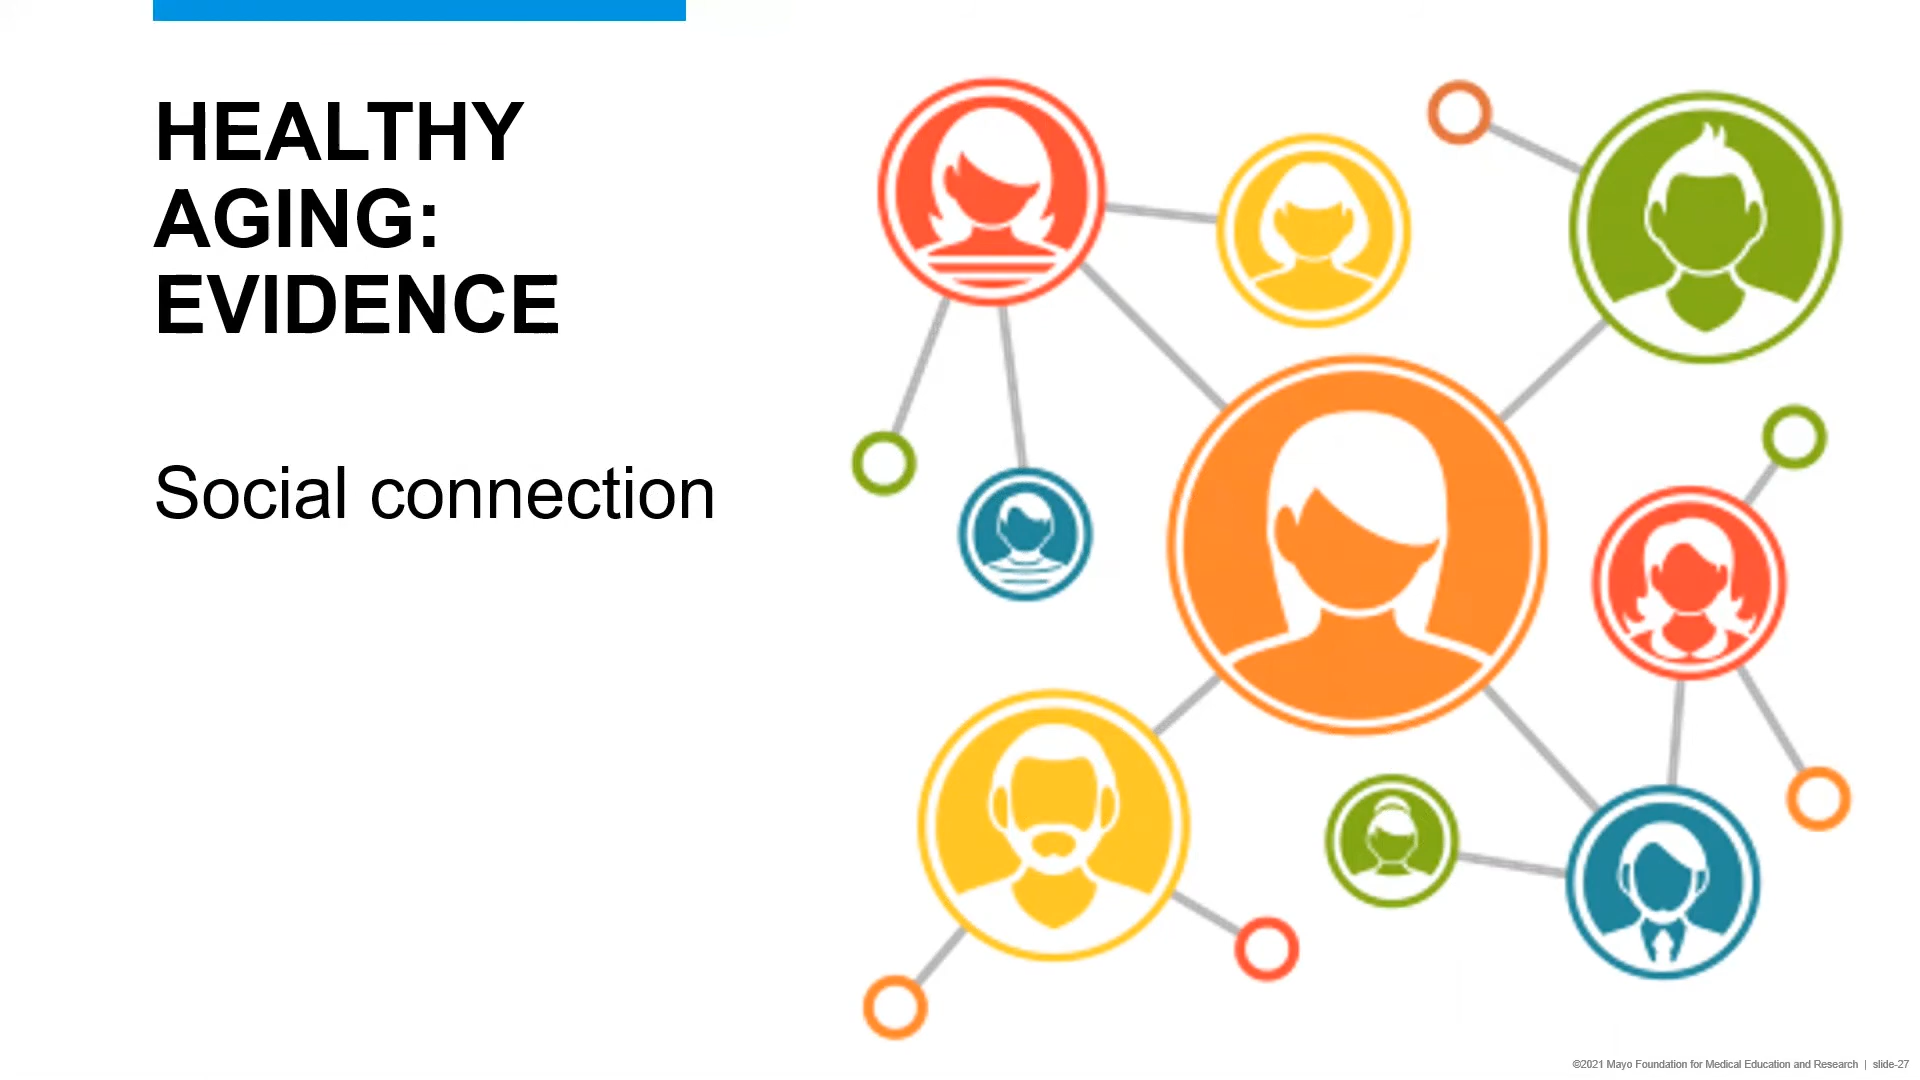 HEALTHY
AGING:
EVIDENCE
Social connection
©2021 Mayo Foundation for Medical Education and Research | slide-27